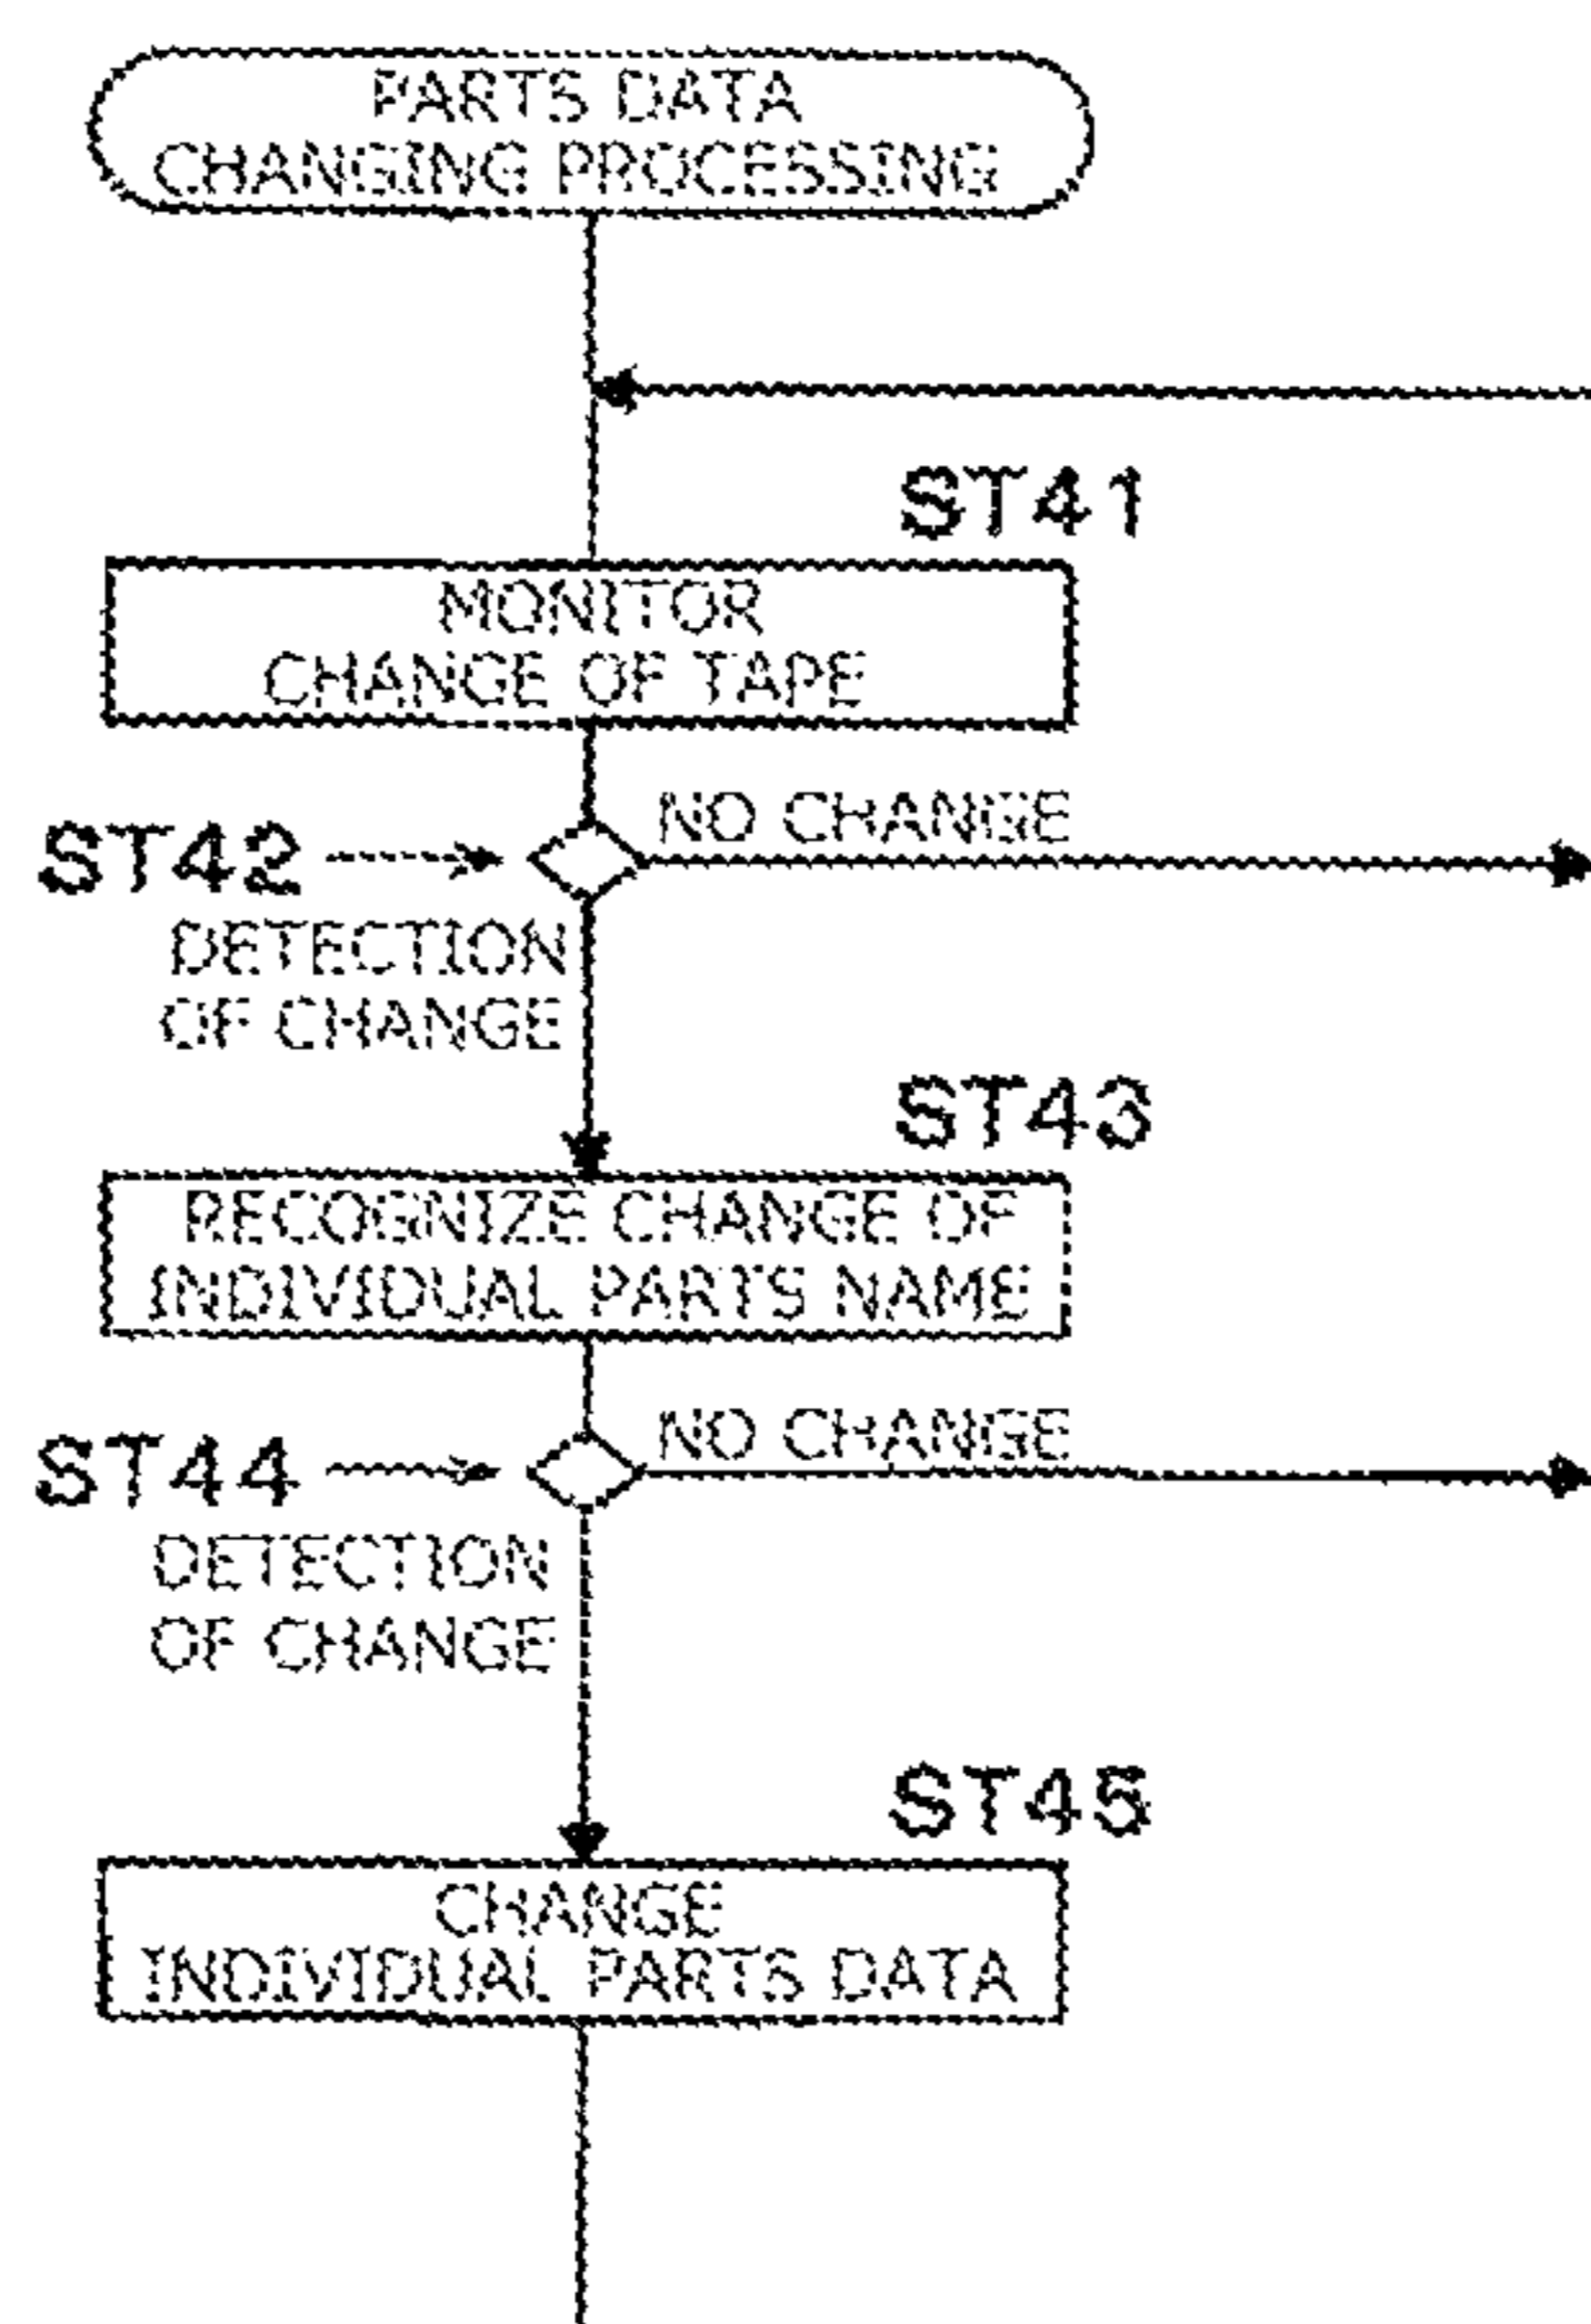 PARTS DATA
CHANGING PROCESSING
ST41
MONITOR
CHANGE OF TAPE
NO CHANGE
ST42
DETECTION
OF CHANGE
ST43
RECOGNIZE CHANGE OF
INDIVIDUAL PARTS NAME
NO CHANGE
ST44
DETECTION
OF CHANGE
ST45
CHANGE
INDIVIDUAL PARTS DATA